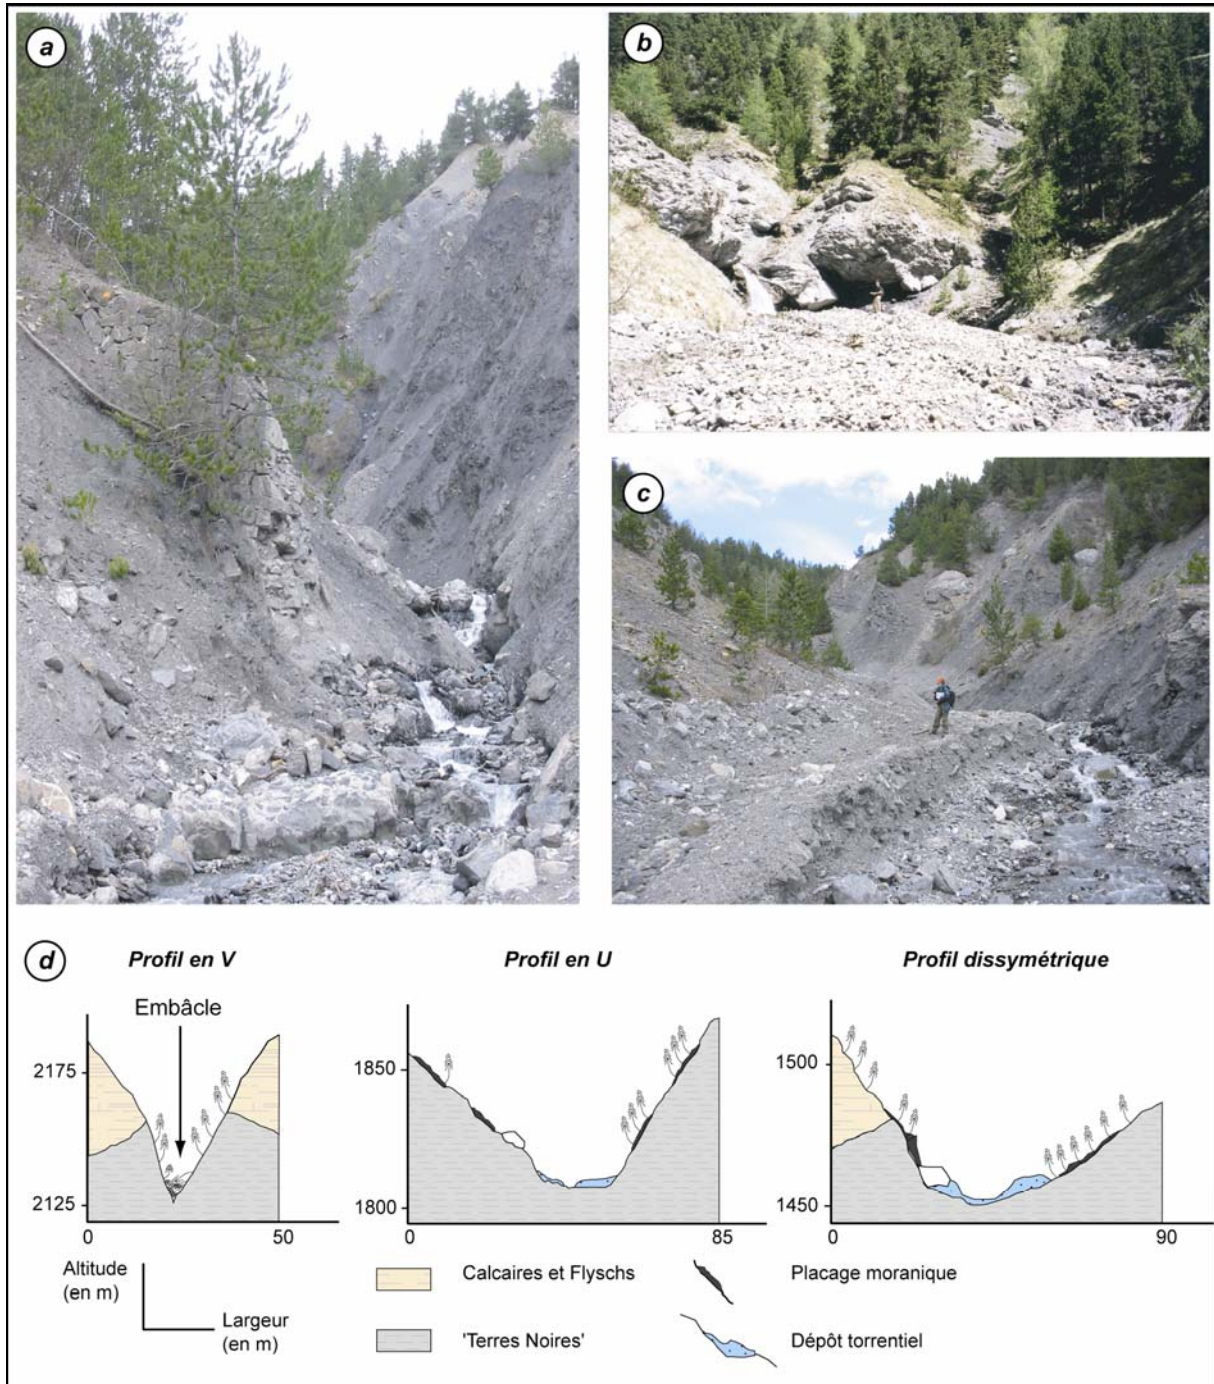 a
b
c
d
Profil en V
Profil en U
Profil dissymétrique
Embâcle
2175
2125
0
50
1850
1800
0
85
1500
1450
0
90
Altitude
(en m)
Largeur
(en m)
Calcaires et Flyschs
'Terres Noires'
Placage moranique
Dépôt torrentiel